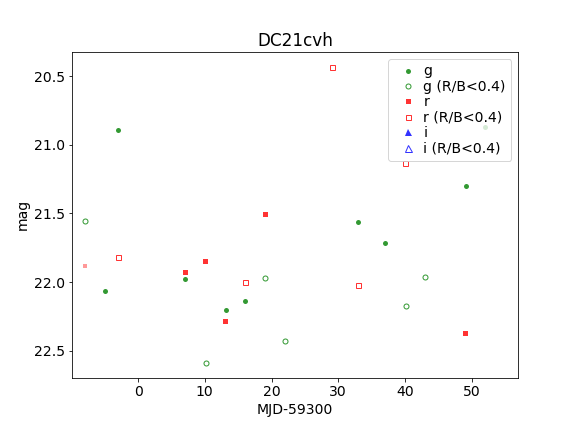 DC21cvh
20.5
21.0
21.5
22.0
22.5
mag
g
g (R/B<0.4)
r
r (R/B<0.4)
i
i (R/B<0.4)
0
10
20
30
40
50
MJD-59300